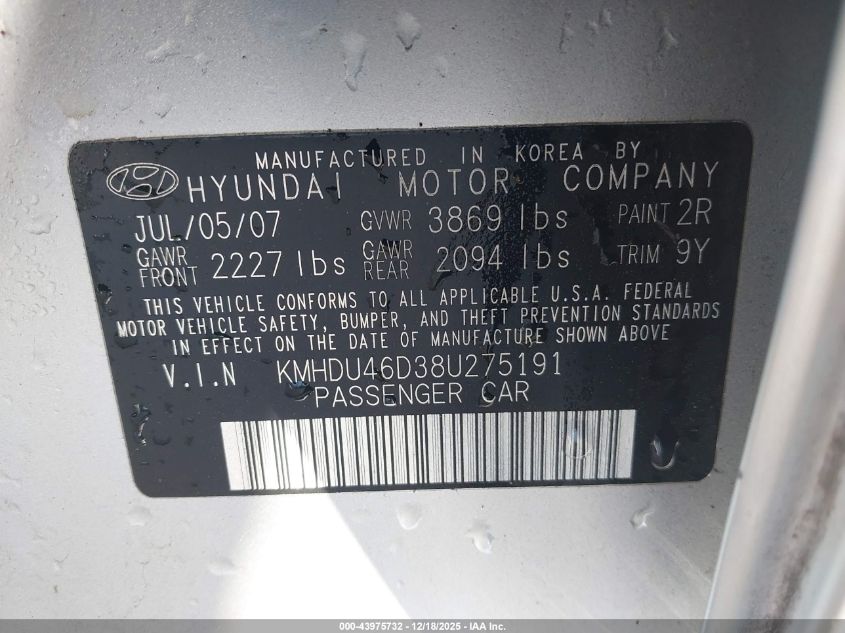 MANUFACTURED IN KOREA BY
HYUNDAI MOTOR COMPANY
JUL/05/07 GVWR 3869 lbs PAINT 2R
GAWR FRONT 2227 lbs GAWR REAR 2094 lbs TRIM 9Y
THIS VEHICLE CONFORMS TO ALL APPLICABLE U.S.A. FEDERAL
MOTOR VEHICLE SAFETY, BUMPER, AND THEFT PREVENTION STANDARDS
IN EFFECT ON THE DATE OF MANUFACTURE SHOWN ABOVE
V.I.N KMHDU46D38U275191
PASSENGER CAR
000-43975732 - 12/18/2025 - IAA Inc.